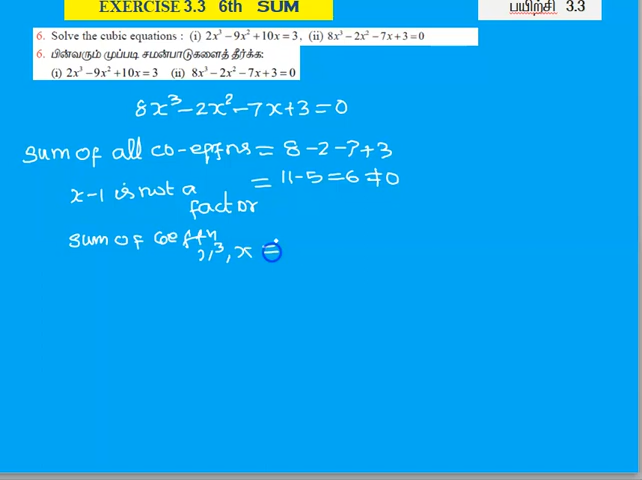 EXERCISE 3.3 6th SUM
பயிற்சி 3.3
6. Solve the cubic equations : (i) 2x³−9x²+10x=3, (ii) 8x³−2x²−7x+3=0
6. பின்வரும் முப்படி சமன்பாடுகளைத் தீர்க்க:
(i) 2x³−9x²+10x=3 (ii) 8x³−2x²−7x+3=0
8x³−2x²−7x+3=0
sum of all co-effns = 8−2−7+3
= 11−5=6≠0
x−1 is not a
factor
sum of coeffn
x³, x =